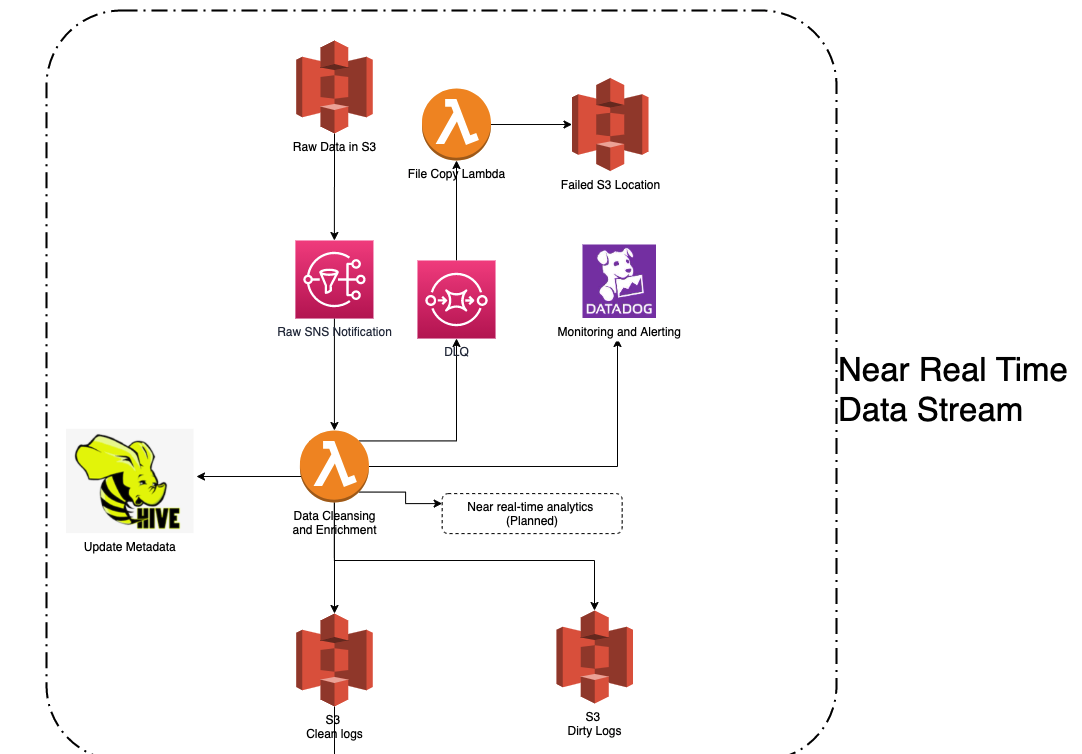 Raw Data in S3
File Copy Lambda
Failed S3 Location
Raw SNS Notification
DLQ
DATADOG
Monitoring and Alerting
Near Real Time
Data Stream
HIVE
Update Metadata
Data Cleansing
and Enrichment
Near real-time analytics
(Planned)
S3
Clean logs
S3
Dirty Logs